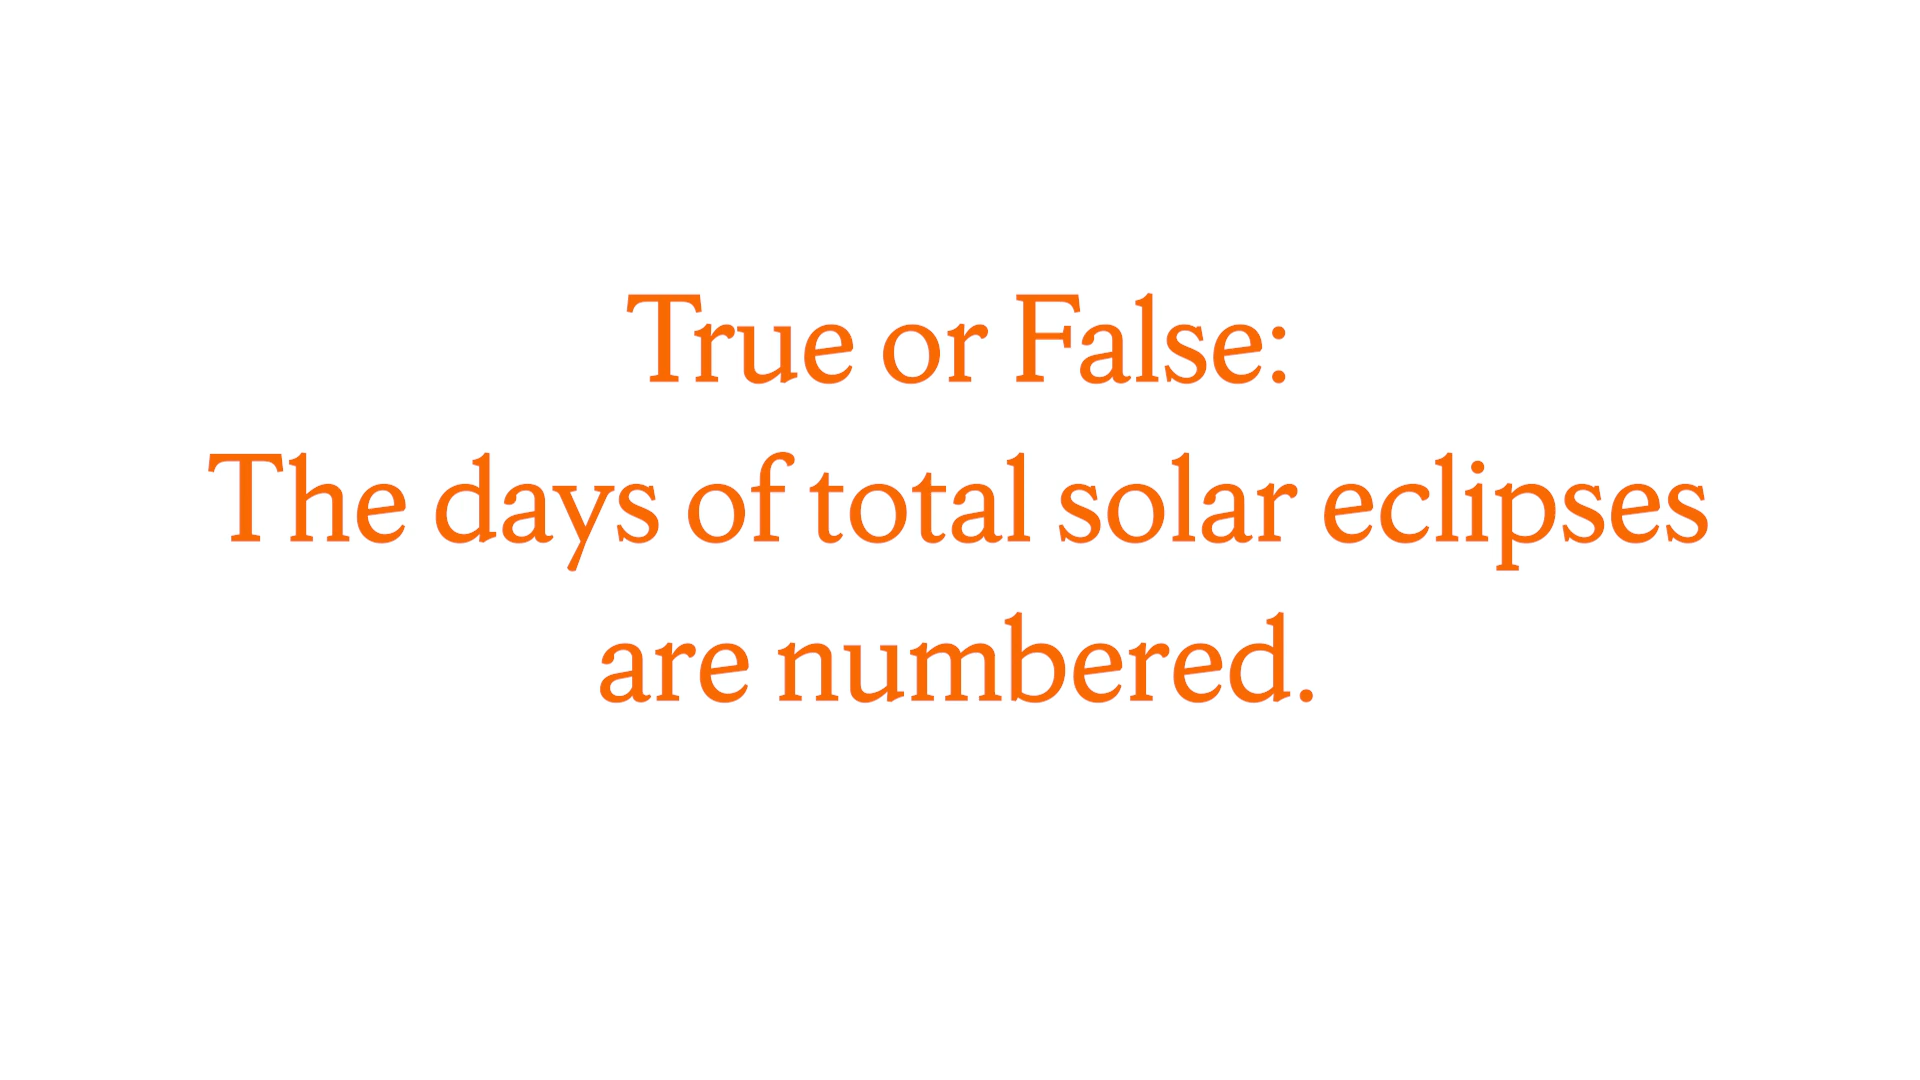 True or False:
The days of total solar eclipses
are numbered.